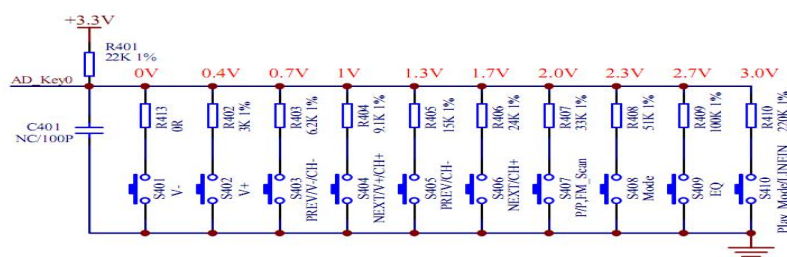 +3.3V
R401
22K 1%
AD_Key0
0V
0.4V
0.7V
1V
1.3V
1.7V
2.0V
2.3V
2.7V
3.0V
C401
NC/100P
R413
0R
R402
3K 1%
R403
6.2K 1%
R404
9.1K 1%
R405
15K 1%
R406
24K 1%
R407
33K 1%
R408
51K 1%
R409
100K 1%
R410
220K 1%
S401
V-
S402
V+
S403
PREV/V-/CH-
S404
NEXT/V+/CH+
S405
PREV/CH-
S406
NEXT/CH+
S407
P/P,FM_Scan
S408
Mode
S409
EQ
S410
Play_Mode/LINEIN